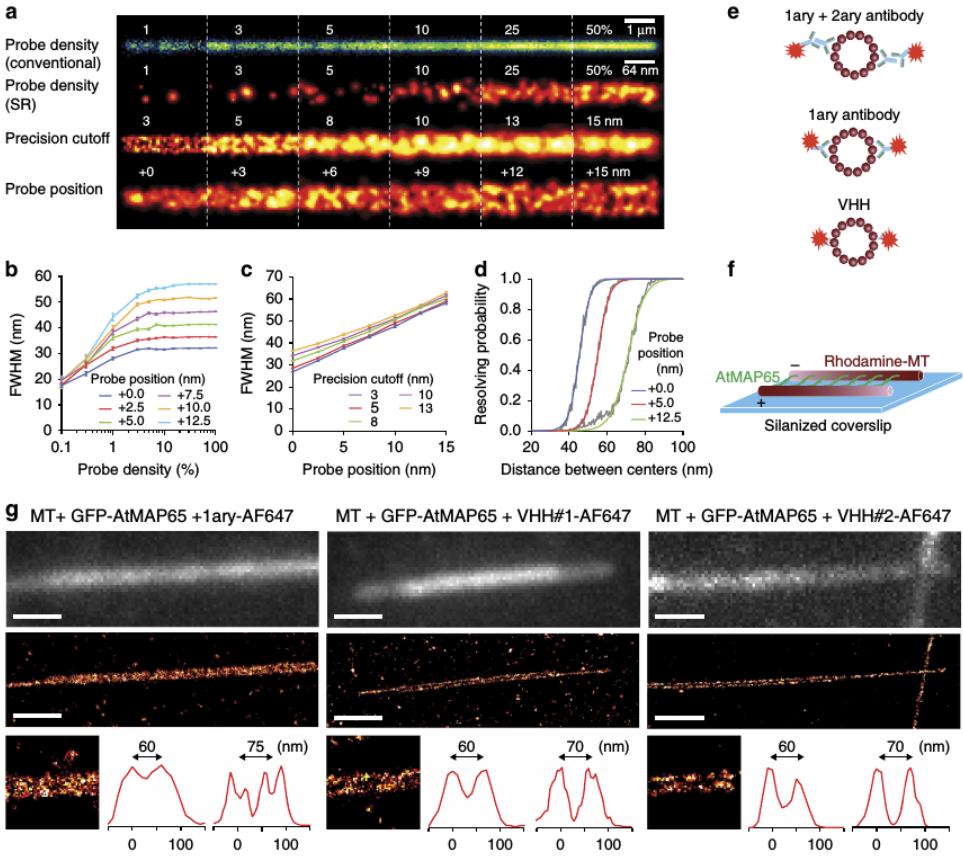 a
Probe density (conventional)
1 3 5 10 25 50% 1 μm
Probe density (SR)
1 3 5 10 25 50% 64 nm
Precision cutoff
3 5 8 10 13 15 nm
Probe position
+0 +3 +6 +9 +12 +15 nm
e
1ary + 2ary antibody
1ary antibody
VHH
b
FWHM (nm)
60
50
40
30
20
10
0
Probe position (nm)
+0.0 +7.5
+2.5 +10.0
+5.0 +12.5
0.1 1 10 100
Probe density (%)
c
FWHM (nm)
70
60
50
40
30
20
10
0
Precision cutoff (nm)
3 10
5 13
8
0 5 10 15
Probe position (nm)
d
Resolving probability
1.0
0.8
0.6
0.4
0.2
0.0
Probe
position
(nm)
+0.0
+5.0
+12.5
20 40 60 80 100
Distance between centers (nm)
f
Rhodamine-MT
AtMAP65
−
+
Silanized coverslip
g
MT+ GFP-AtMAP65 +1ary-AF647
MT + GFP-AtMAP65 + VHH#1-AF647
MT + GFP-AtMAP65 + VHH#2-AF647
60 75 (nm)
0 100 0 100
60 70 (nm)
0 100 0 100
60 70 (nm)
0 100 0 100